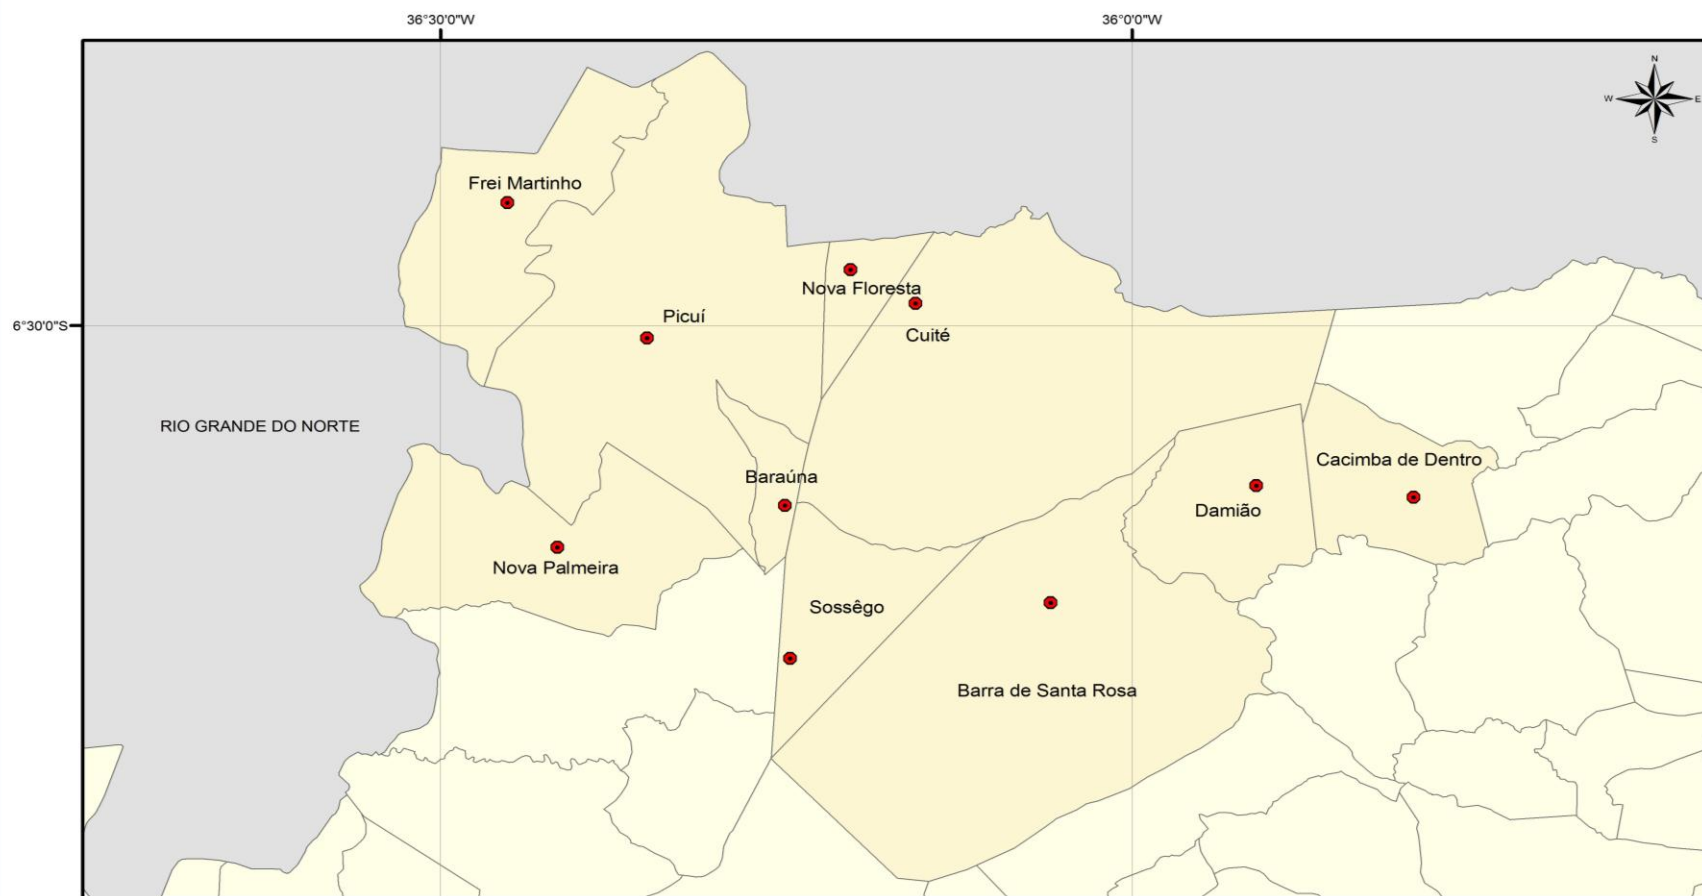 36°30'0"W
36°0'0"W
N
W
E
S
Frei Martinho
Nova Floresta
6°30'0"S
Picuí
Cuité
RIO GRANDE DO NORTE
Cacimba de Dentro
Baraúna
Damião
Nova Palmeira
Sossêgo
Barra de Santa Rosa